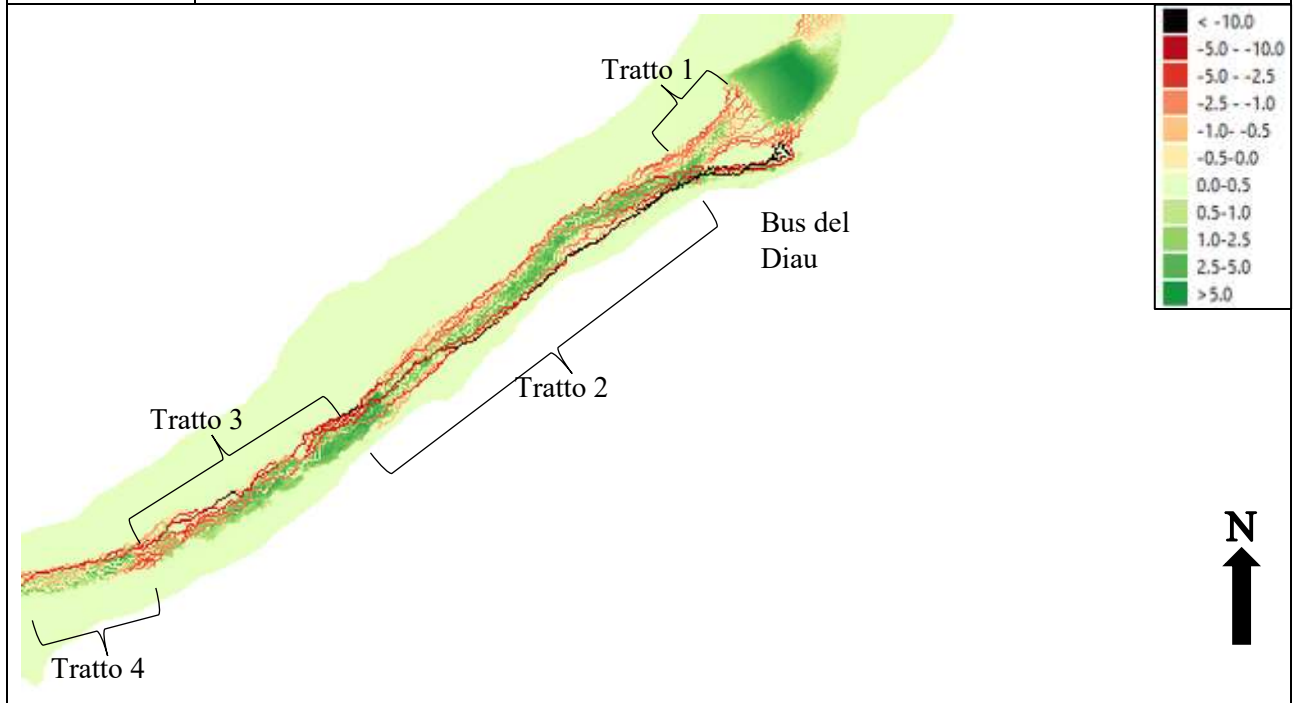 Tratto 1
< -10.0
-5.0 - -10.0
-5.0 - -2.5
-2.5 - -1.0
-1.0- -0.5
-0.5-0.0
0.0-0.5
0.5-1.0
1.0-2.5
2.5-5.0
>5.0
Bus del
Diau
Tratto 2
Tratto 3
N
Tratto 4